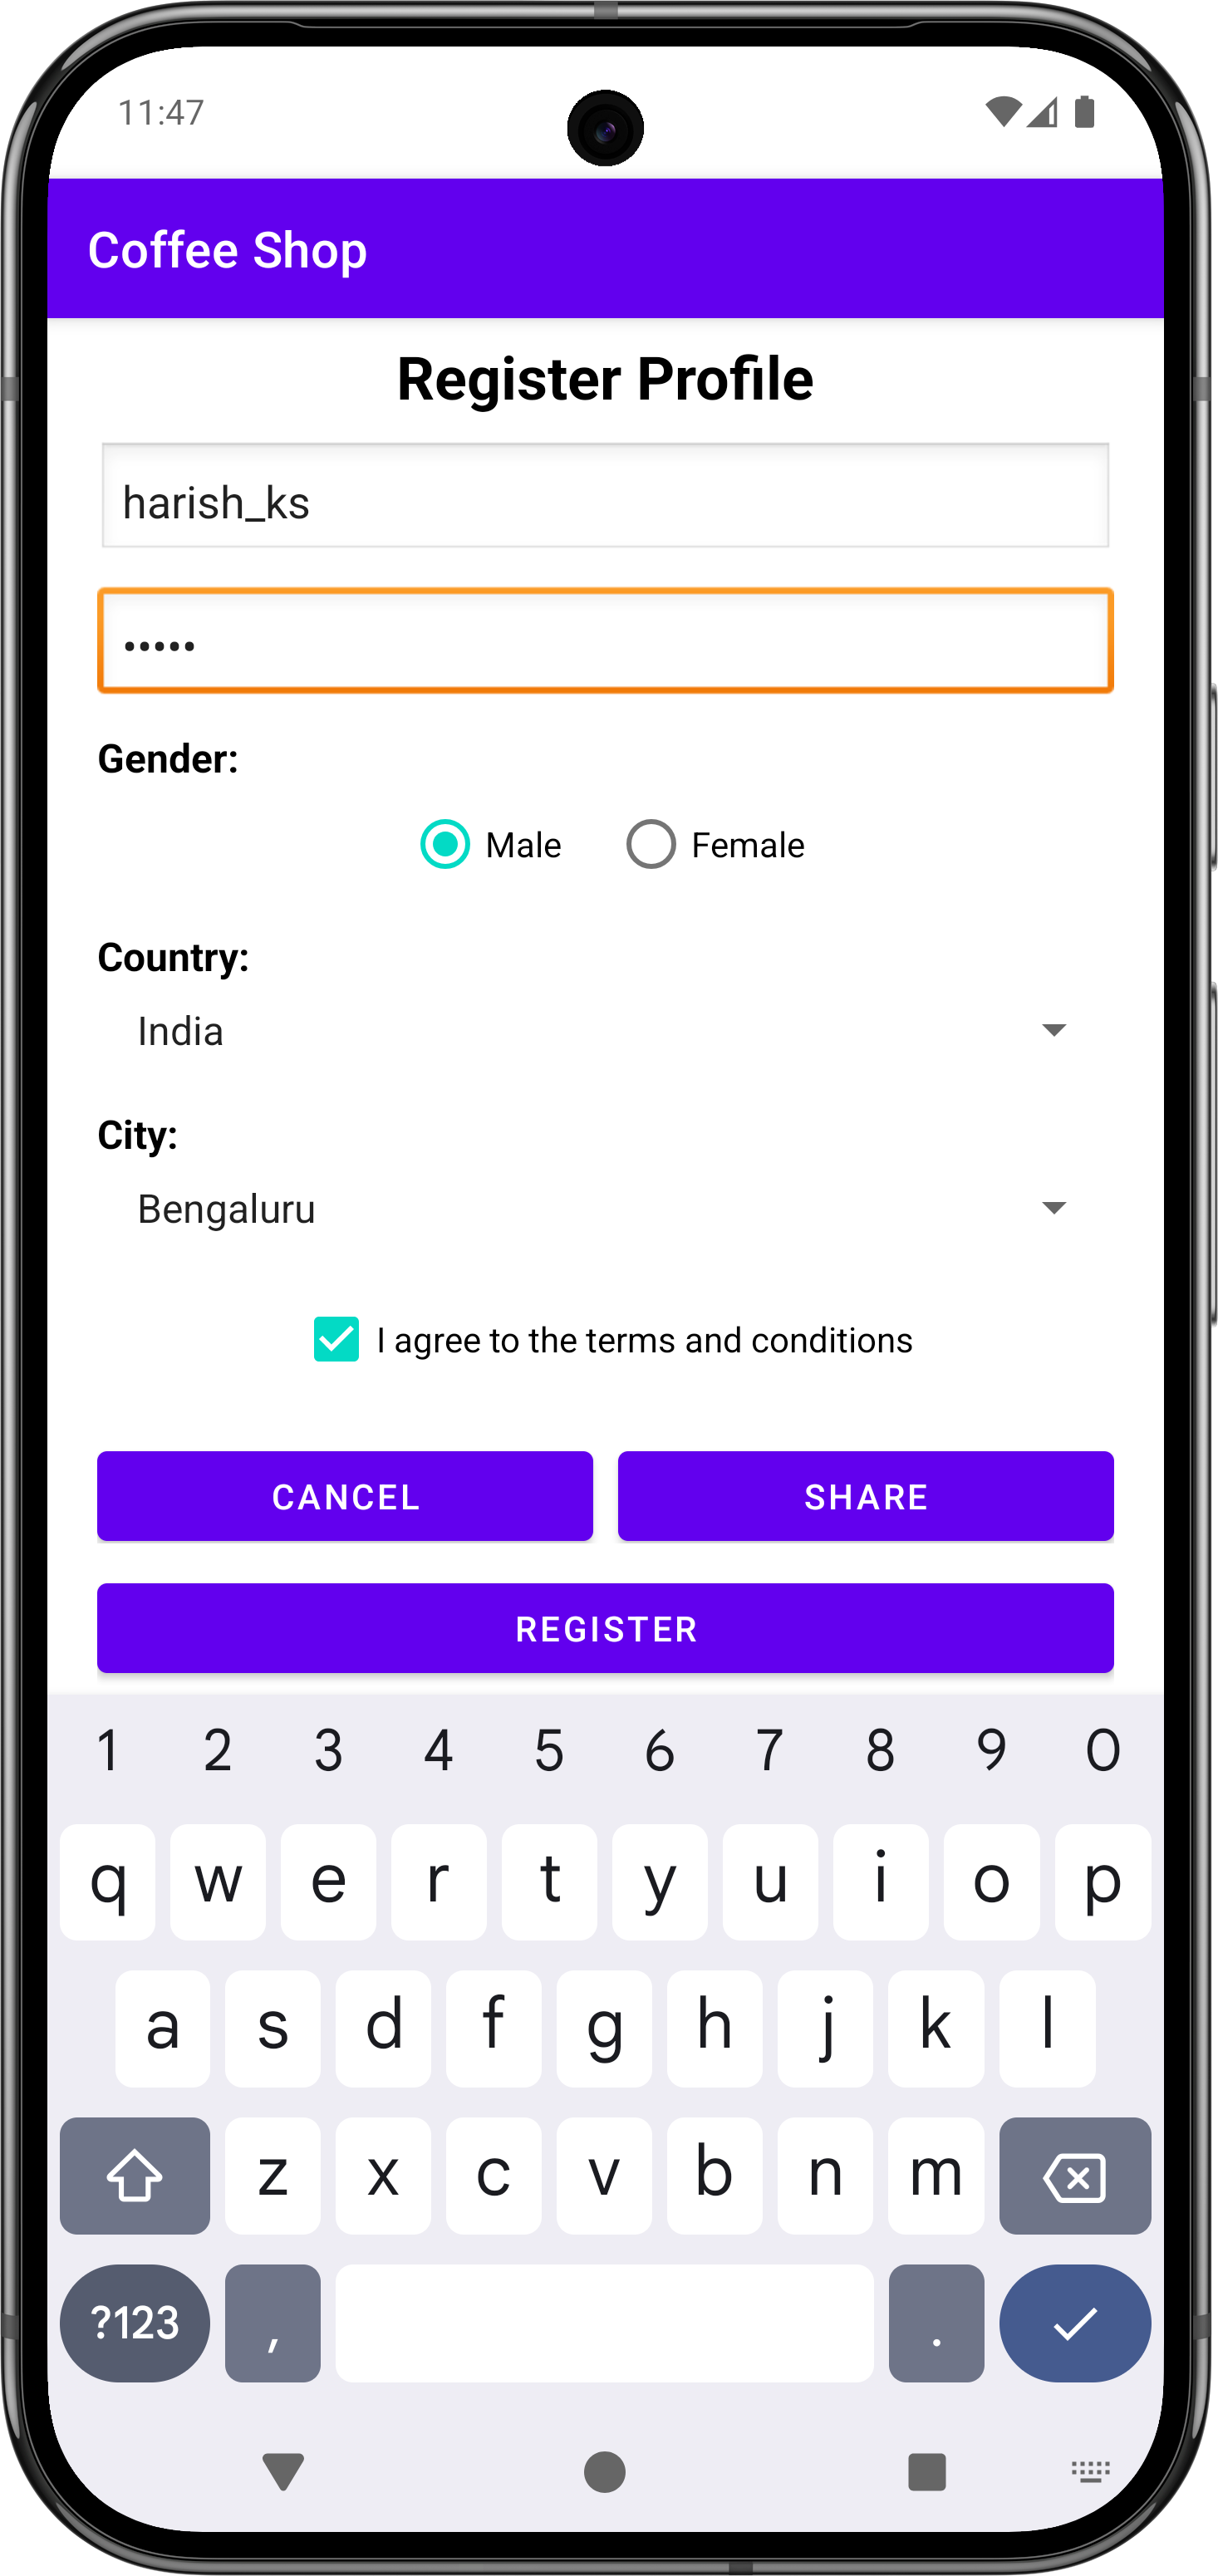 11:47
Coffee Shop
Register Profile
harish_ks
•••••
Gender:
Male Female
Country:
India
City:
Bengaluru
I agree to the terms and conditions
CANCEL SHARE
REGISTER
1 2 3 4 5 6 7 8 9 0
q w e r t y u i o p
a s d f g h j k l
z x c v b n m
?123 , .